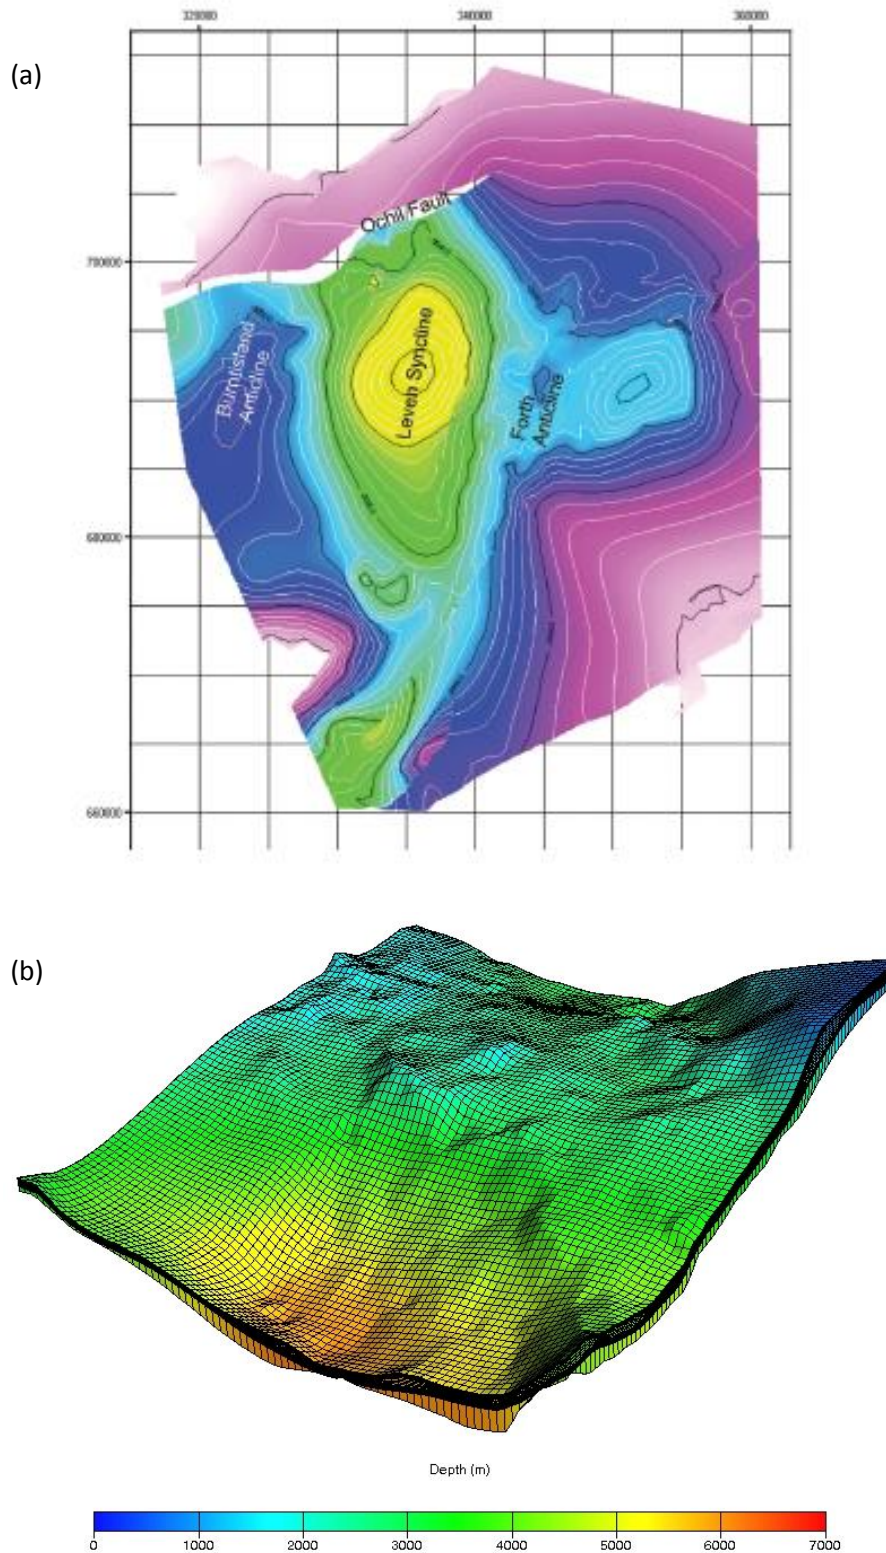 (a)
320000 340000 360000
Ochil Fault
700000
Burntisland
Anticline
Leven Syncline
Forth
Anticline
680000
660000
(b)
Depth (m)
0 1000 2000 3000 4000 5000 6000 7000